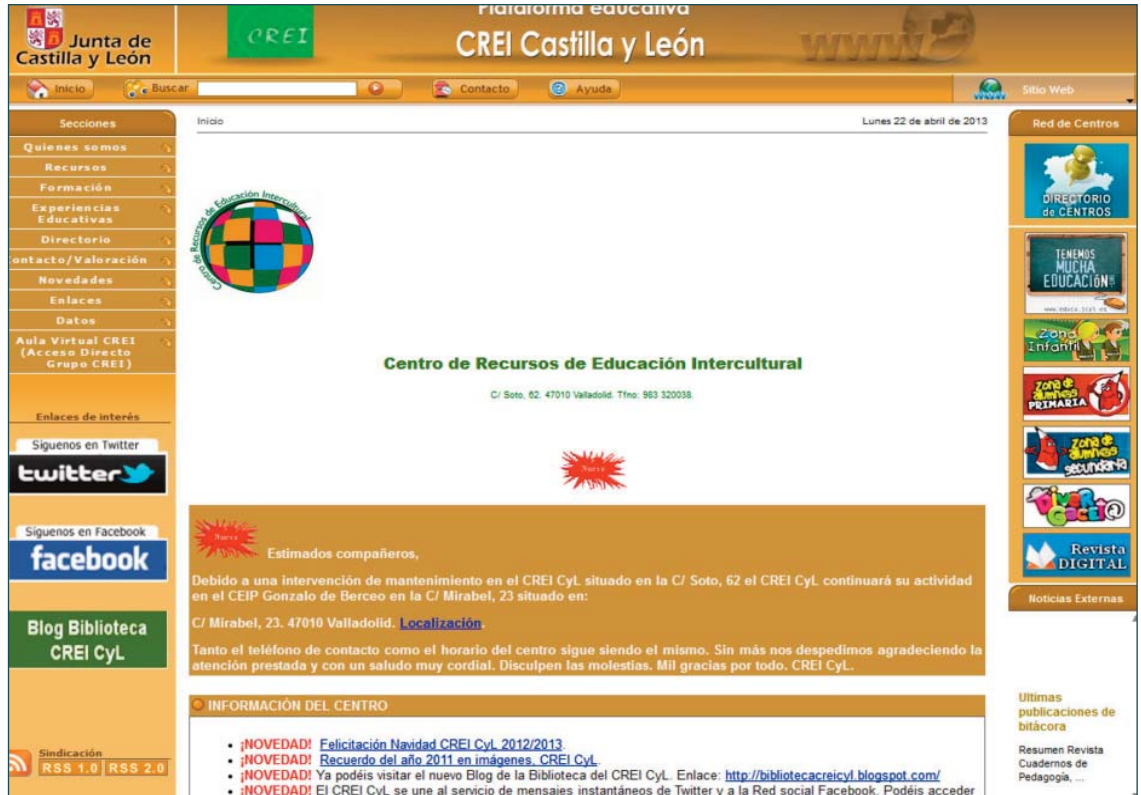 Junta de
Castilla y León
CREI
Plataforma educativa
CREI Castilla y León
www
Inicio
Buscar
Contacto
Ayuda
Sitio Web
Secciones
Quienes somos
Recursos
Formación
Experiencias
Educativas
Directorio
ontacto/Valoración
Novedades
Enlaces
Datos
Aula Virtual CREI
(Acceso Directo
Grupo CREI)
Enlaces de interés
Síguenos en Twitter
twitter
Síguenos en Facebook
facebook
Blog Biblioteca
CREI CyL
Sindicación
RSS 1.0 RSS 2.0
Inicio
Lunes 22 de abril de 2013
Centro de Recursos de Educación Intercultural
Centro de Recursos de Educación Intercultural
C/ Soto, 62. 47010 Valladolid. Tfno: 983 320038.
Nuevo
Nuevo
Estimados compañeros,
Debido a una intervención de mantenimiento en el CREI CyL situado en la C/ Soto, 62 el CREI CyL continuará su actividad
en el CEIP Gonzalo de Berceo en la C/ Mirabel, 23 situado en:
C/ Mirabel, 23. 47010 Valladolid. Localización.
Tanto el teléfono de contacto como el horario del centro sigue siendo el mismo. Sin más nos despedimos agradeciendo la
atención prestada y con un saludo muy cordial. Disculpen las molestias. Mil gracias por todo. CREI CyL.
INFORMACIÓN DEL CENTRO
¡NOVEDAD! Felicitación Navidad CREI CyL 2012/2013.
¡NOVEDAD! Recuerdo del año 2011 en imágenes. CREI CyL.
¡NOVEDAD! Ya podéis visitar el nuevo Blog de la Biblioteca del CREI CyL. Enlace: http://bibliotecacreicyl.blogspot.com/
¡NOVEDAD! El CREI CyL se une al servicio de mensajes instantáneos de Twitter y a la Red social Facebook. Podéis acceder
Red de Centros
DIRECTORIO
de CENTROS
TENEMOS
MUCHA
EDUCACIÓN
www.educa.jcyl.es
Zona
Infantil
Zona de
alumnos
PRIMARIA
Zona de
alumnos
secundaria
DiverGacet@
Revista
DIGITAL
Noticias Externas
Ultimas
publicaciones de
bitácora
Resumen Revista
Cuadernos de
Pedagogía, ...